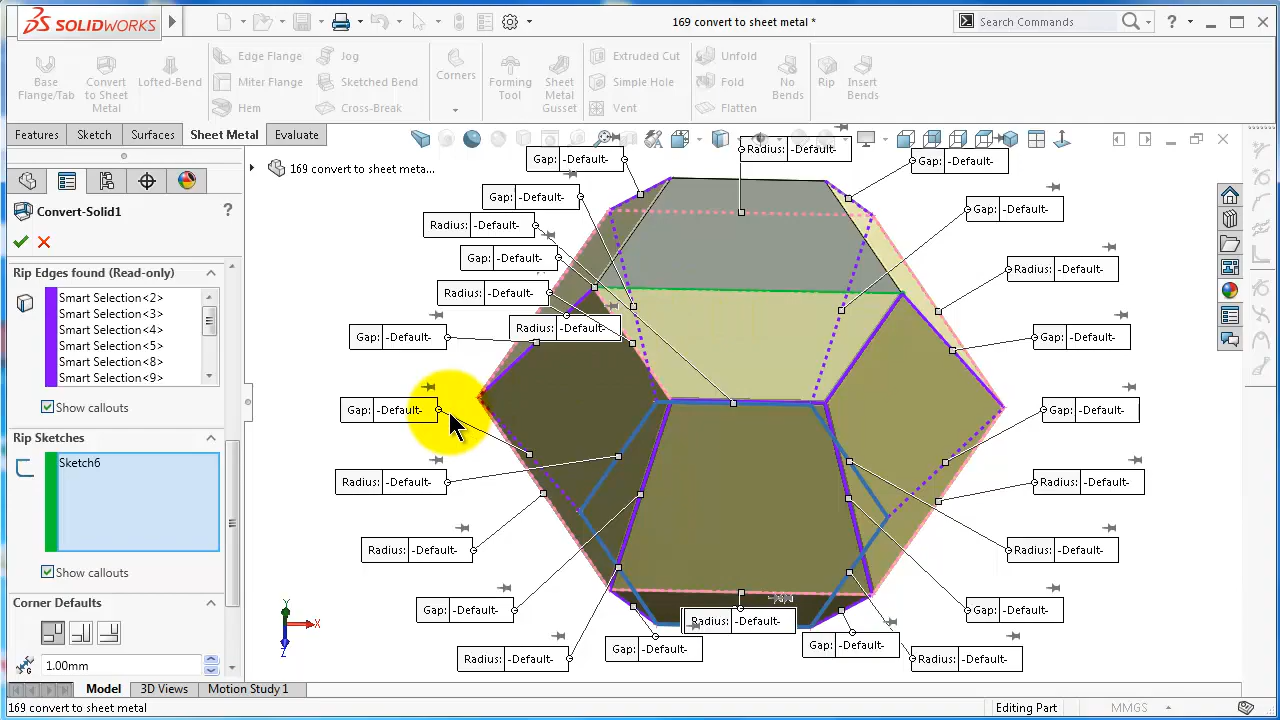 SOLIDWORKS
169 convert to sheet metal *
Search Commands
Base Flange/Tab
Convert to Sheet Metal
Lofted-Bend
Edge Flange
Miter Flange
Hem
Jog
Sketched Bend
Cross-Break
Corners
Forming Tool
Sheet Metal Gusset
Extruded Cut
Simple Hole
Vent
Unfold
Fold
Flatten
No Bends
Rip
Insert Bends
Features
Sketch
Surfaces
Sheet Metal
Evaluate
169 convert to sheet meta...
Convert-Solid1
?
Rip Edges found (Read-only)
Smart Selection<2>
Smart Selection<3>
Smart Selection<4>
Smart Selection<5>
Smart Selection<8>
Smart Selection<9>
Show callouts
Rip Sketches
Sketch6
Show callouts
Corner Defaults
1.00mm
Radius: -Default-
Gap: -Default-
Gap: -Default-
Gap: -Default-
Gap: -Default-
Radius: -Default-
Gap: -Default-
Radius: -Default-
Radius: -Default-
Radius: -Default-
Gap: -Default-
Gap: -Default-
Gap: -Default-
Gap: -Default-
Radius: -Default-
Radius: -Default-
Radius: -Default-
Radius: -Default-
Gap: -Default-
Gap: -Default-
Radius: -Default-
Gap: -Default-
Gap: -Default-
Radius: -Default-
Radius: -Default-
X
Y
Z
Model
3D Views
Motion Study 1
169 convert to sheet metal
Editing Part
MMGS